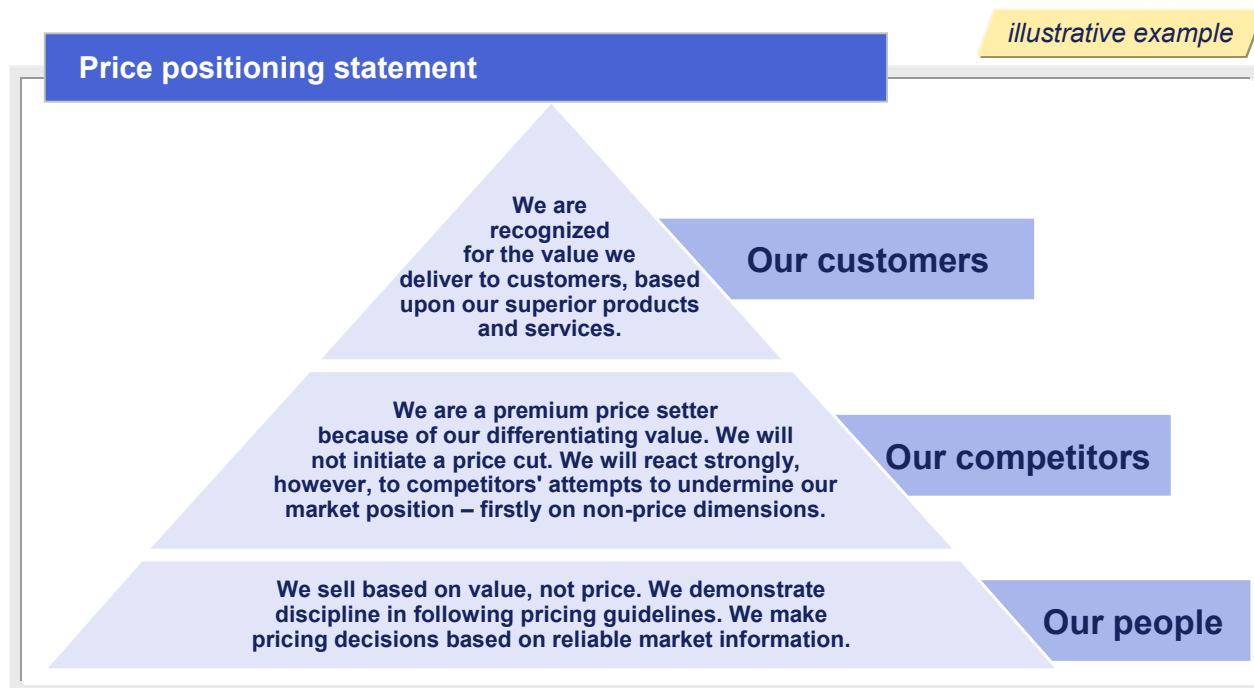 illustrative example
Price positioning statement
We are
recognized
for the value we
deliver to customers, based
upon our superior products
and services.
Our customers
We are a premium price setter
because of our differentiating value. We will
not initiate a price cut. We will react strongly,
however, to competitors' attempts to undermine our
market position – firstly on non-price dimensions.
Our competitors
We sell based on value, not price. We demonstrate
discipline in following pricing guidelines. We make
pricing decisions based on reliable market information.
Our people